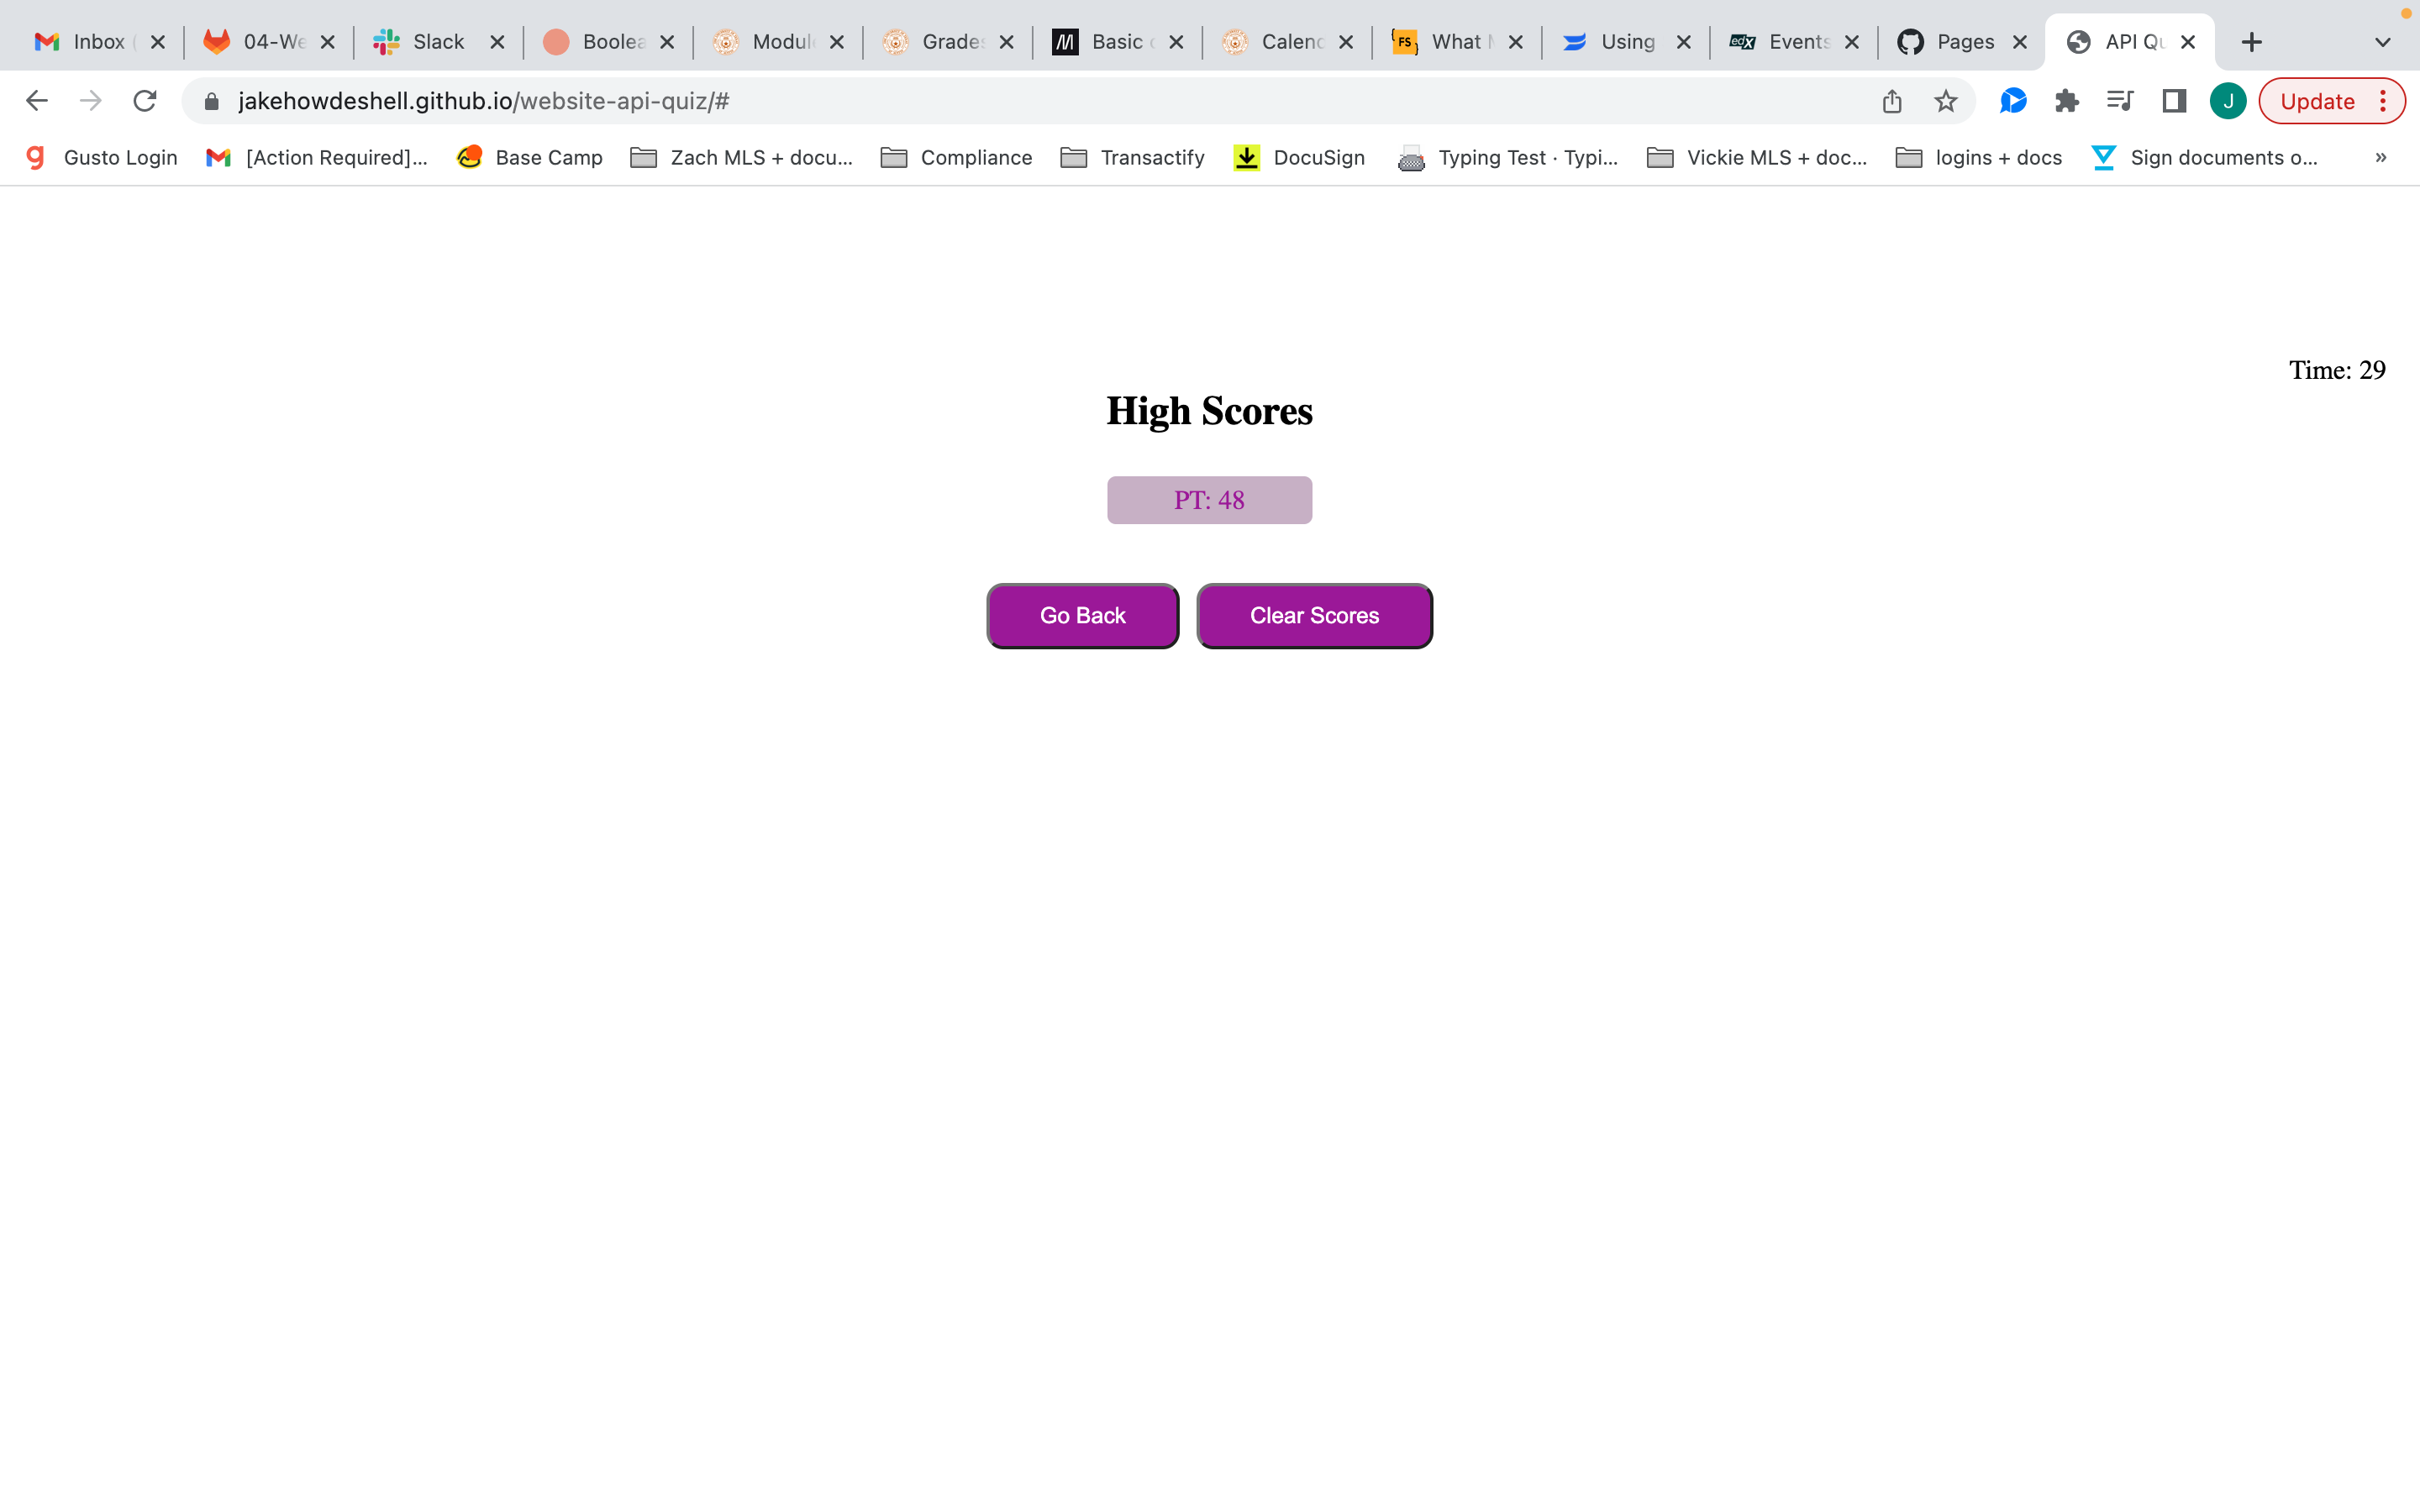 Inbox
04-We
Slack
Boolea
Modul
Grade
Basic
Calenc
FS
What
Using
edX
Events
Pages
API Qu
jakehowdeshell.github.io/website-api-quiz/#
J
Update
Gusto Login
[Action Required]...
Base Camp
Zach MLS + docu...
Compliance
Transactify
DocuSign
Typing Test · Typi...
Vickie MLS + doc...
logins + docs
Sign documents o...
»
Time: 29
High Scores
PT: 48
Go Back
Clear Scores